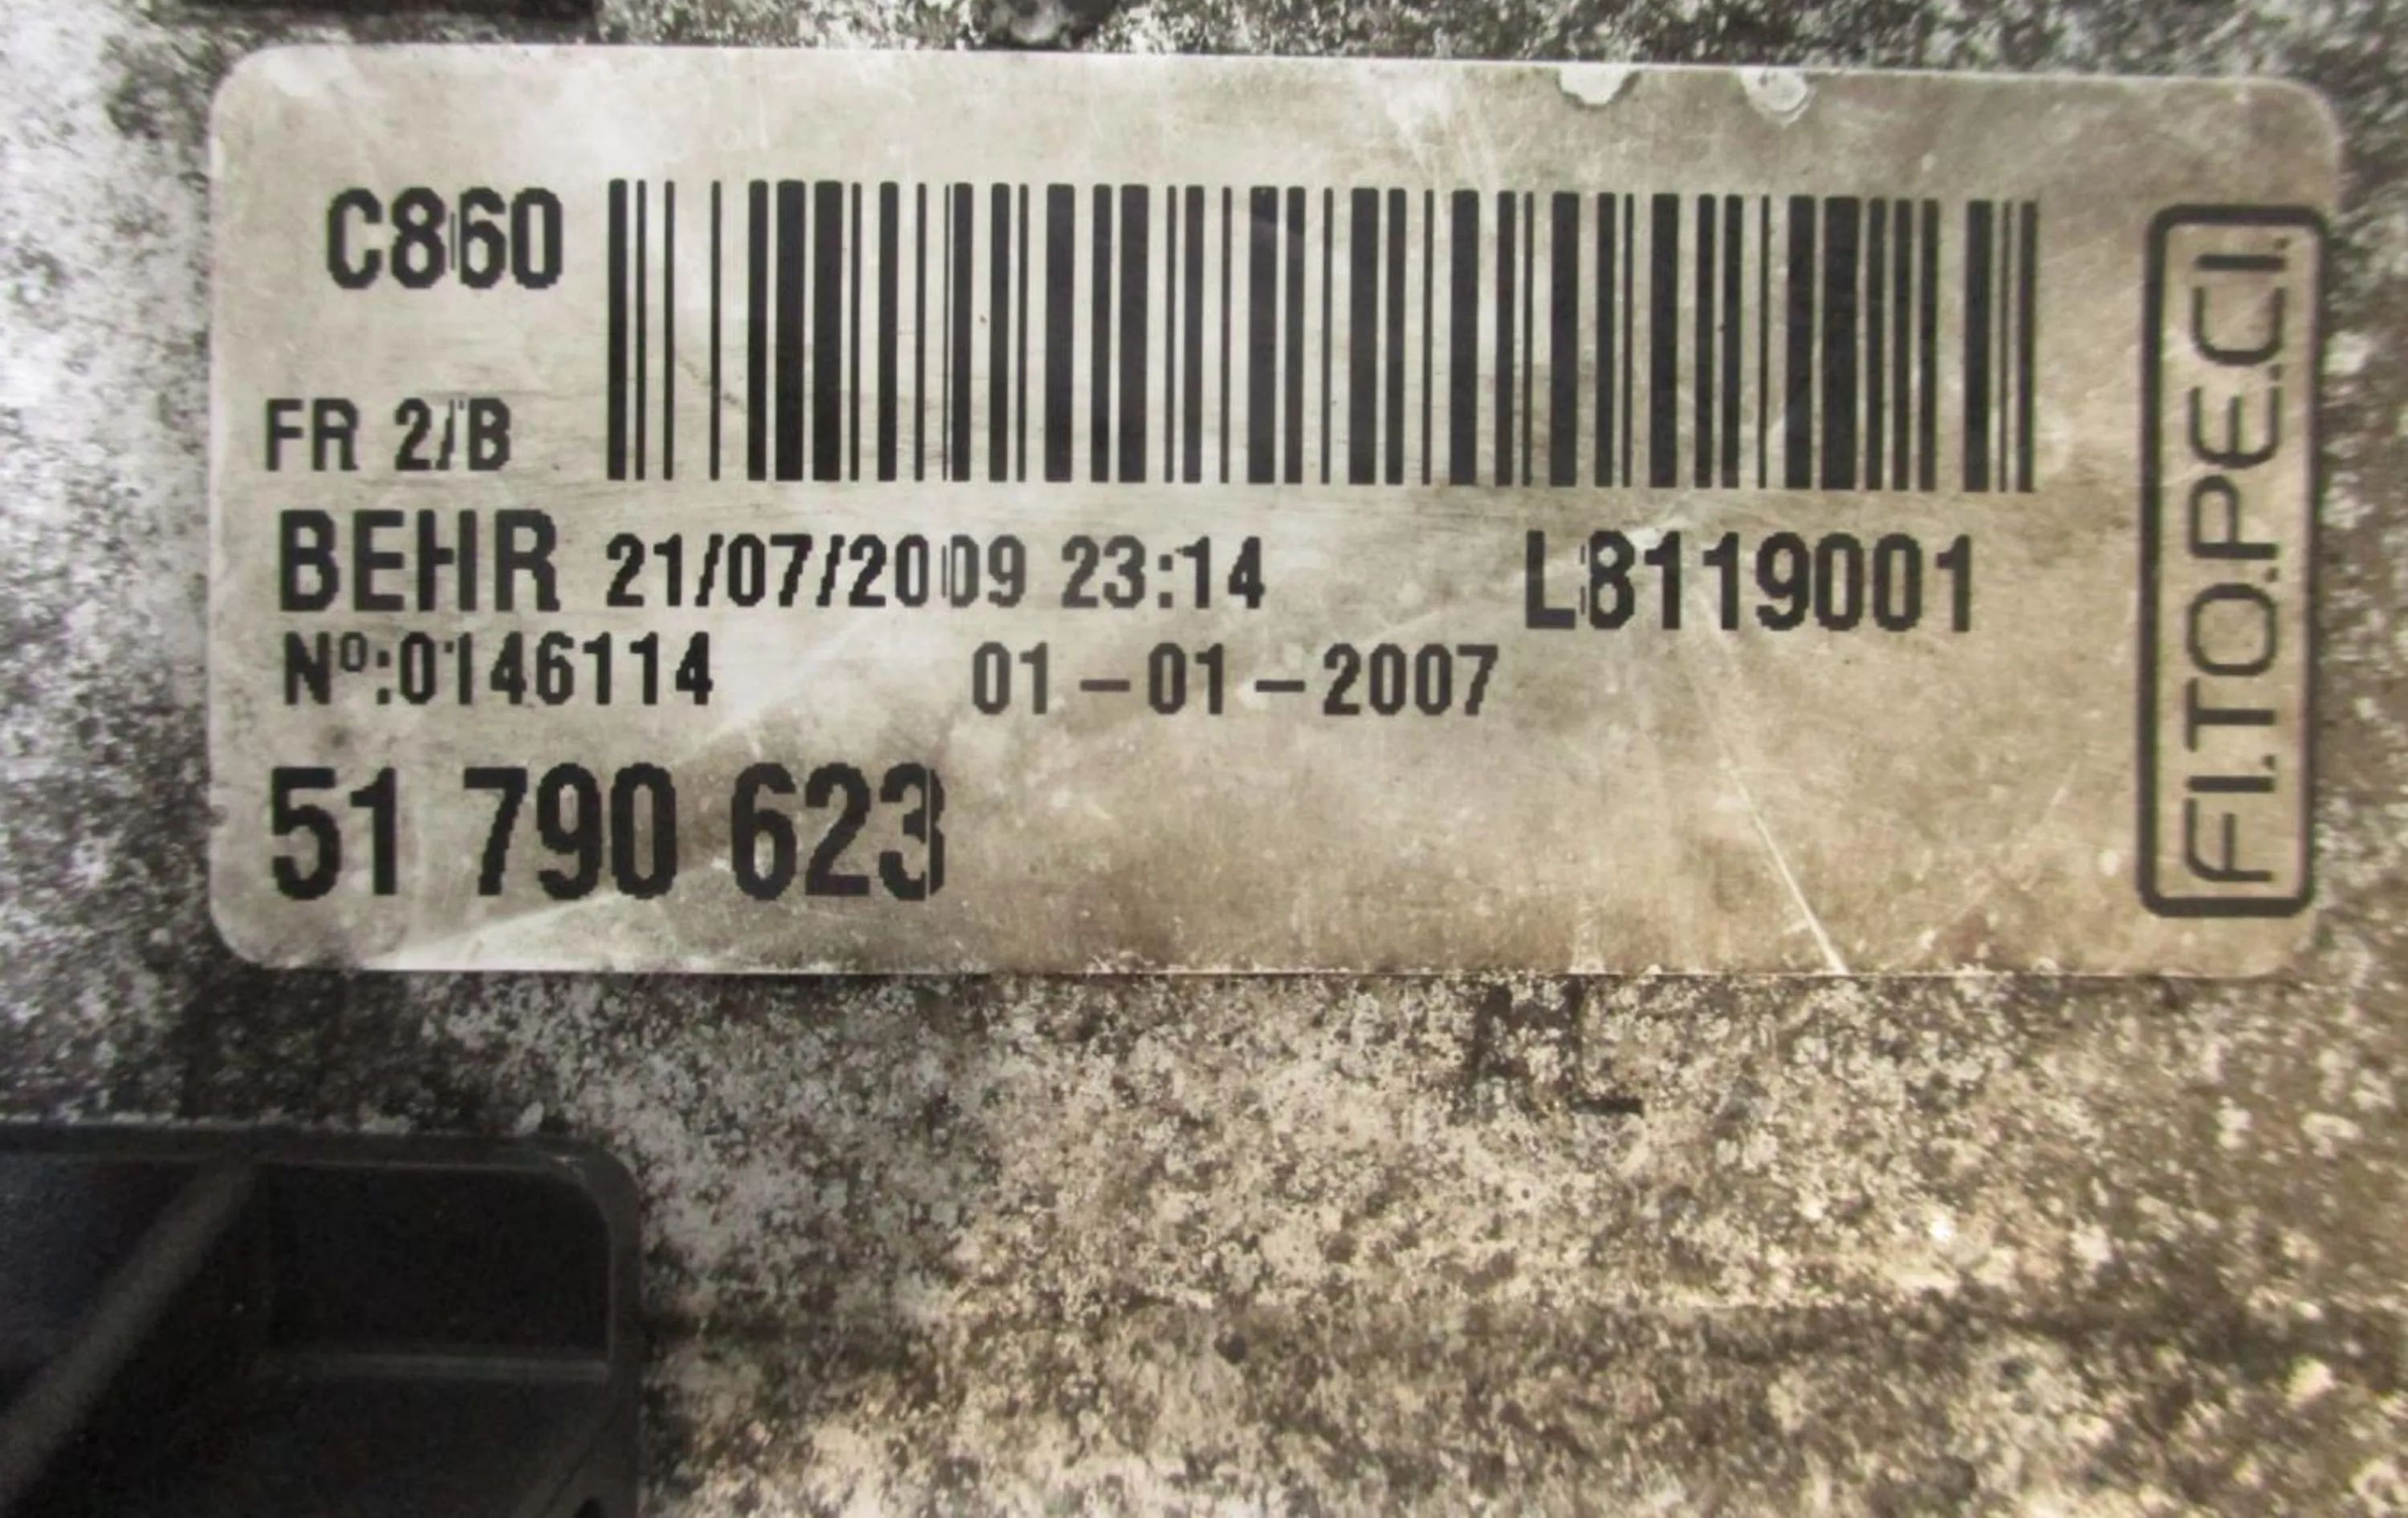 C860
FR 2/B
BEHR 21/07/2009 23:14 L8119001
Nº:0146114 01-01-2007
51 790 623
FI.TO.PE.CI.